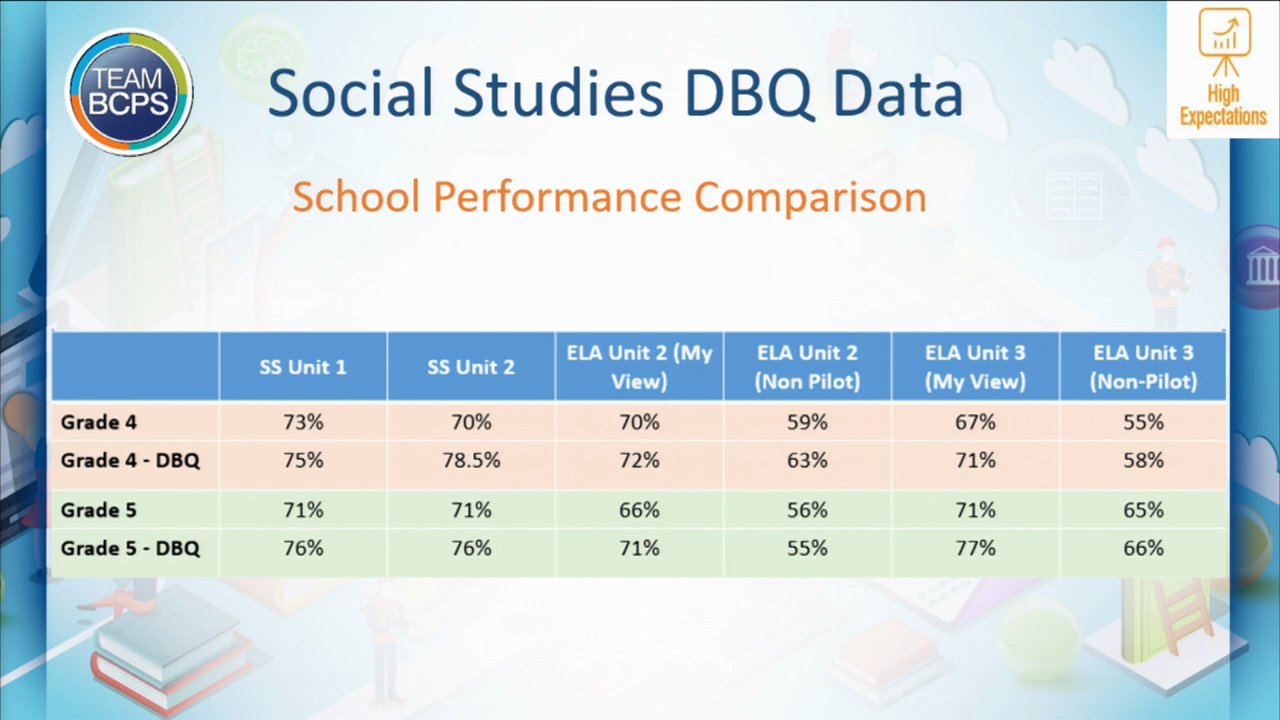 TEAM
BCPS
Social Studies DBQ Data
High
Expectations
School Performance Comparison
SS Unit 1 SS Unit 2 ELA Unit 2 (My View) ELA Unit 2 (Non Pilot) ELA Unit 3 (My View) ELA Unit 3 (Non-Pilot)
Grade 4 73% 70% 70% 59% 67% 55%
Grade 4 - DBQ 75% 78.5% 72% 63% 71% 58%
Grade 5 71% 71% 66% 56% 71% 65%
Grade 5 - DBQ 76% 76% 71% 55% 77% 66%